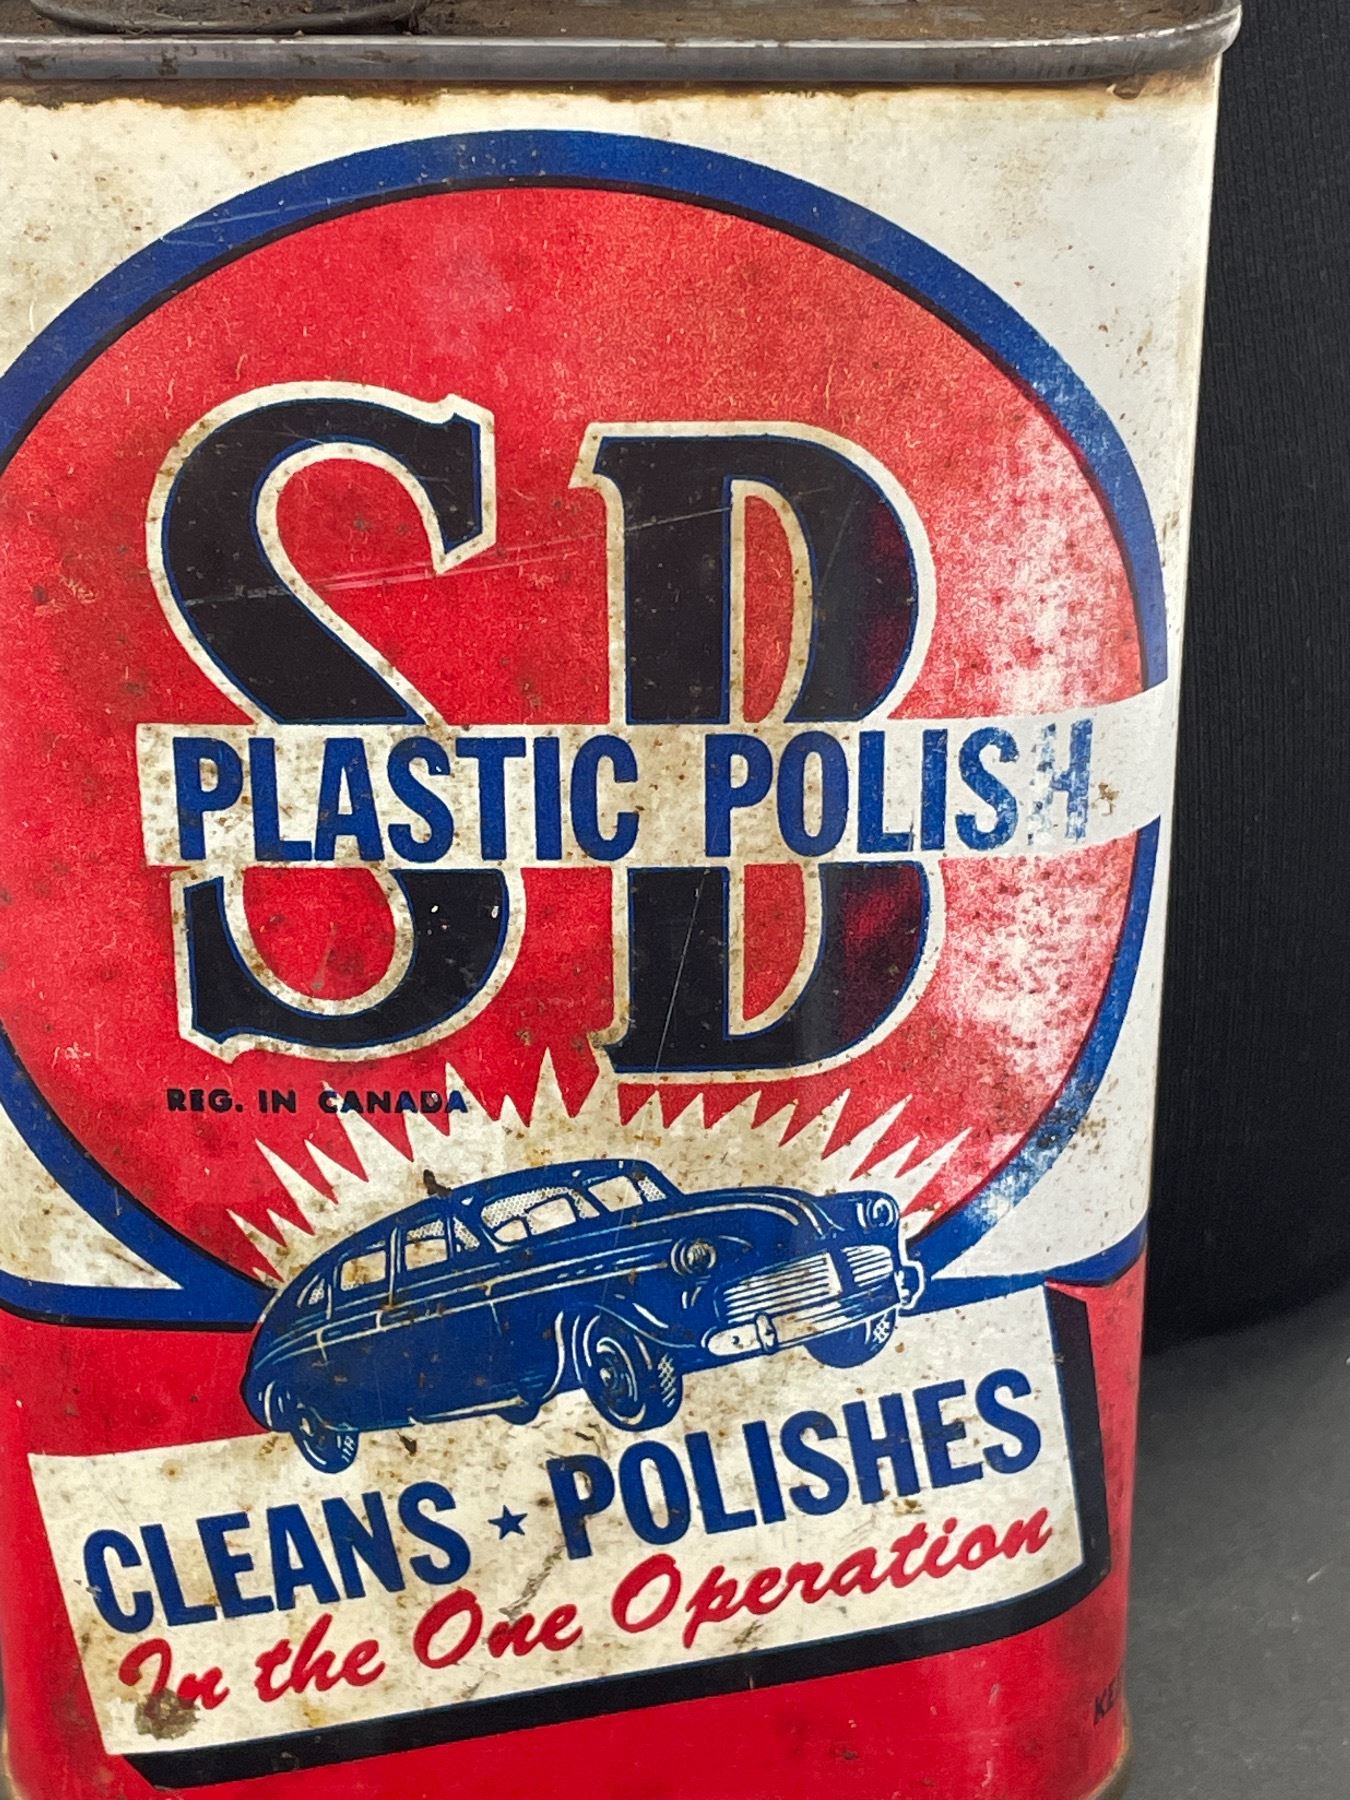 SD
PLASTIC POLISH
REG. IN CANADA
CLEANS ★ POLISHES
In the One Operation